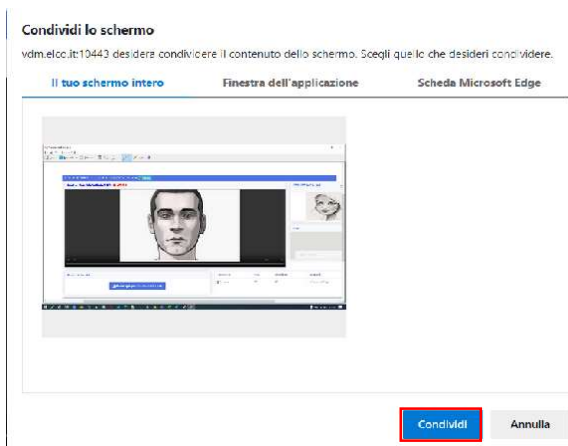 Condividi lo schermo
vdm.elco.it:10443 desidera condividere il contenuto dello schermo. Scegli quello che desideri condividere.
Il tuo schermo intero Finestra dell'applicazione Scheda Microsoft Edge
Condividi Annulla